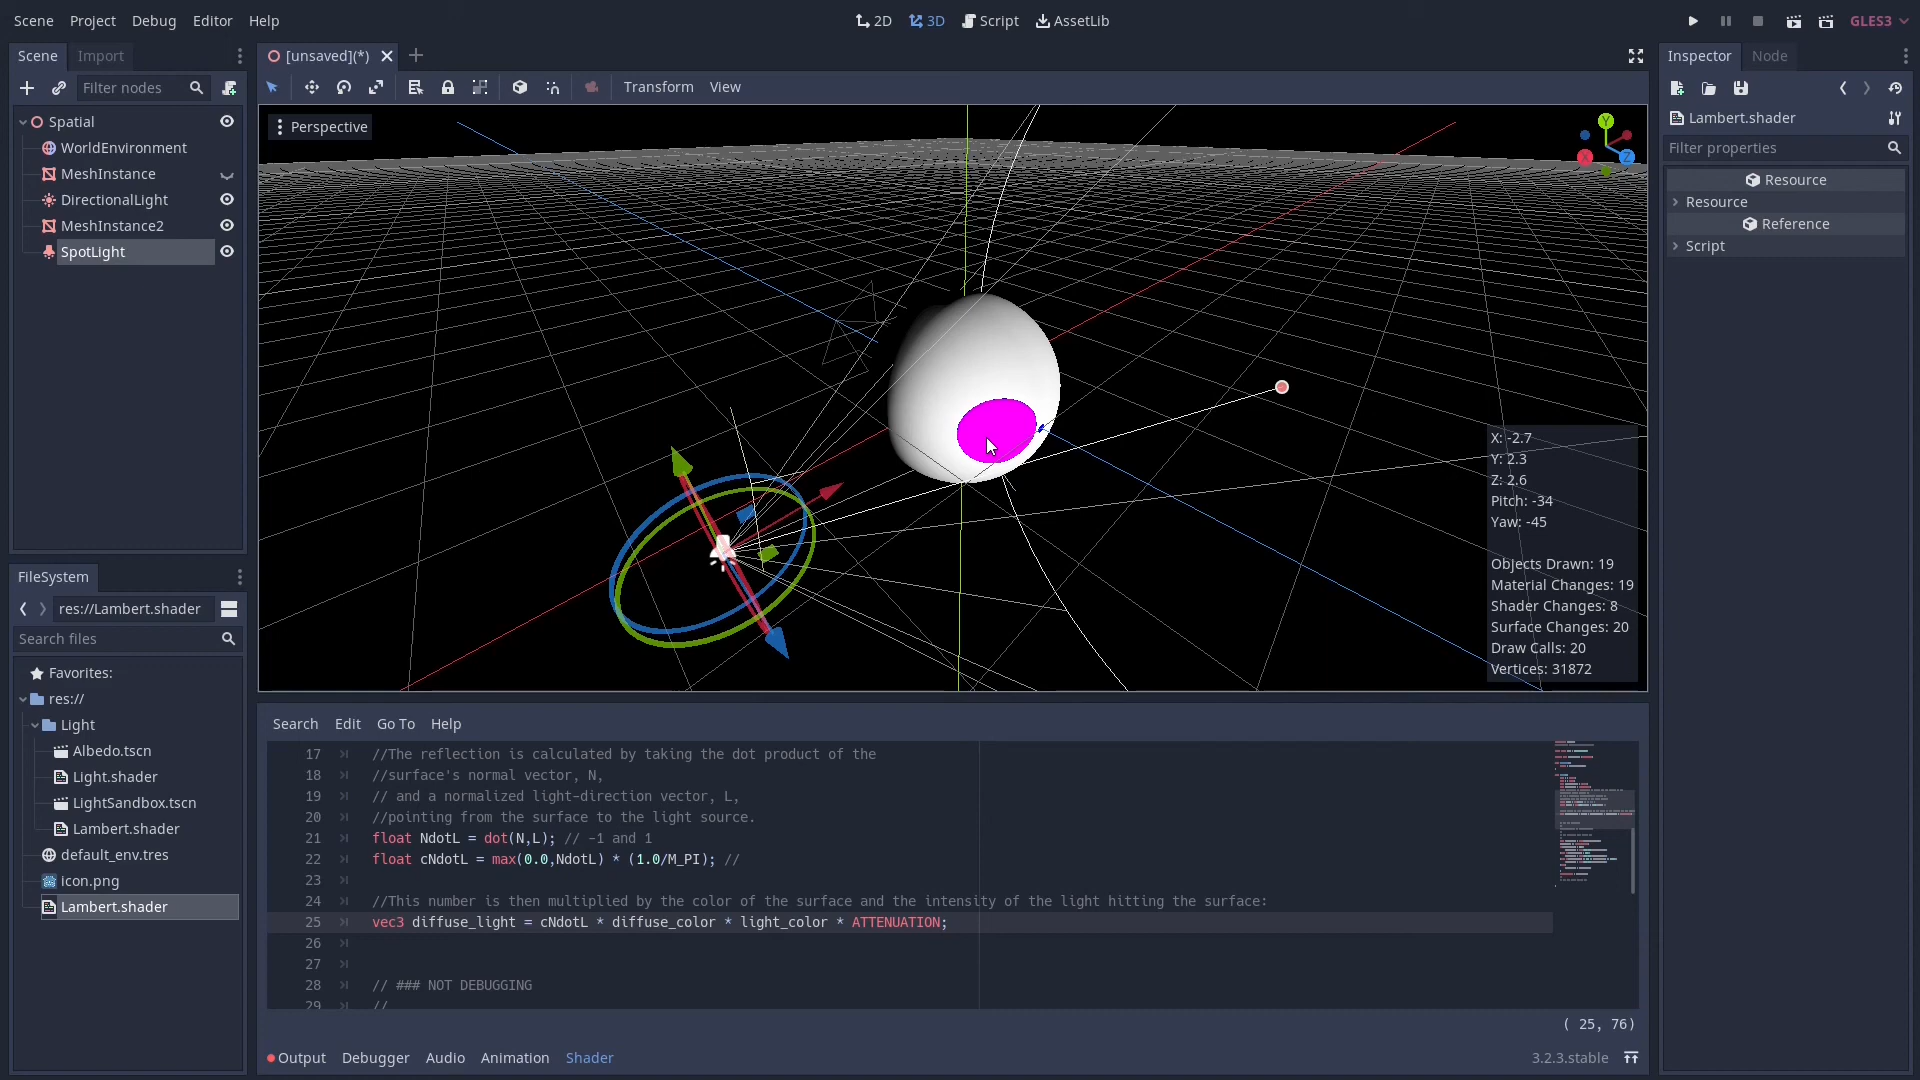 Scene Project Debug Editor Help
2D 3D Script AssetLib
GLES3
Scene Import
[unsaved](*)
Inspector Node
Filter nodes
Transform View
Lambert.shader
Perspective
Y
X
Z
Filter properties
Spatial
WorldEnvironment
MeshInstance
DirectionalLight
MeshInstance2
SpotLight
Resource
Resource
Reference
Script
X: -2.7
Y: 2.3
Z: 2.6
Pitch: -34
Yaw: -45
Objects Drawn: 19
Material Changes: 19
Shader Changes: 8
Surface Changes: 20
Draw Calls: 20
Vertices: 31872
FileSystem
res://Lambert.shader
Search files
Favorites:
res://
Light
Albedo.tscn
Light.shader
LightSandbox.tscn
Lambert.shader
default_env.tres
icon.png
Lambert.shader
Search Edit Go To Help
17 //The reflection is calculated by taking the dot product of the
18 //surface's normal vector, N,
19 // and a normalized light-direction vector, L,
20 //pointing from the surface to the light source.
21 float NdotL = dot(N,L); // -1 and 1
22 float cNdotL = max(0.0,NdotL) * (1.0/M_PI); //
23
24 //This number is then multiplied by the color of the surface and the intensity of the light hitting the surface:
25 vec3 diffuse_light = cNdotL * diffuse_color * light_color * ATTENUATION;
26
27
28 // ### NOT DEBUGGING
29 //
( 25, 76)
Output Debugger Audio Animation Shader
3.2.3.stable